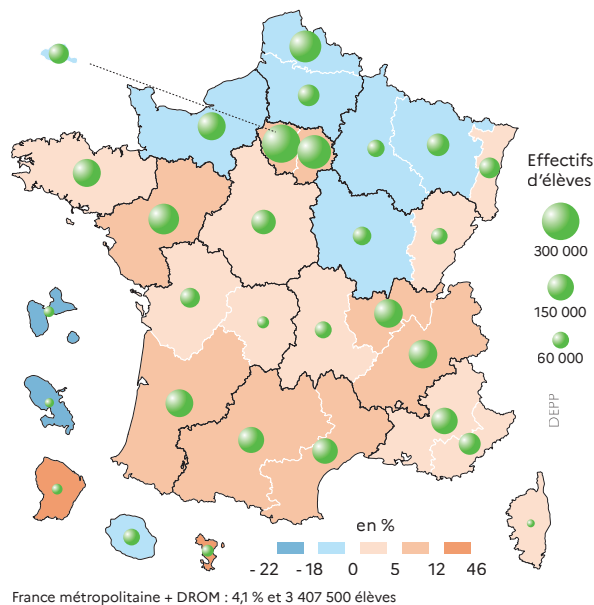 Effectifs
d'élèves
300 000
150 000
60 000
DEPP
en %
- 22 - 18 0 5 12 46
France métropolitaine + DROM : 4,1 % et 3 407 500 élèves